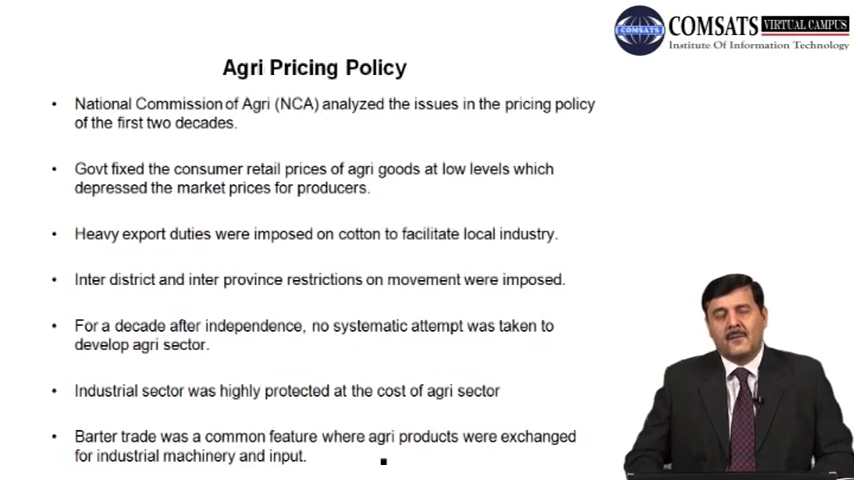 COMSATS VIRTUAL CAMPUS
COMSATS
Institute Of Information Technology
Agri Pricing Policy
• National Commission of Agri (NCA) analyzed the issues in the pricing policy
of the first two decades.
• Govt fixed the consumer retail prices of agri goods at low levels which
depressed the market prices for producers.
• Heavy export duties were imposed on cotton to facilitate local industry.
• Inter district and inter province restrictions on movement were imposed.
• For a decade after independence, no systematic attempt was taken to
develop agri sector.
• Industrial sector was highly protected at the cost of agri sector
• Barter trade was a common feature where agri products were exchanged
for industrial machinery and input.